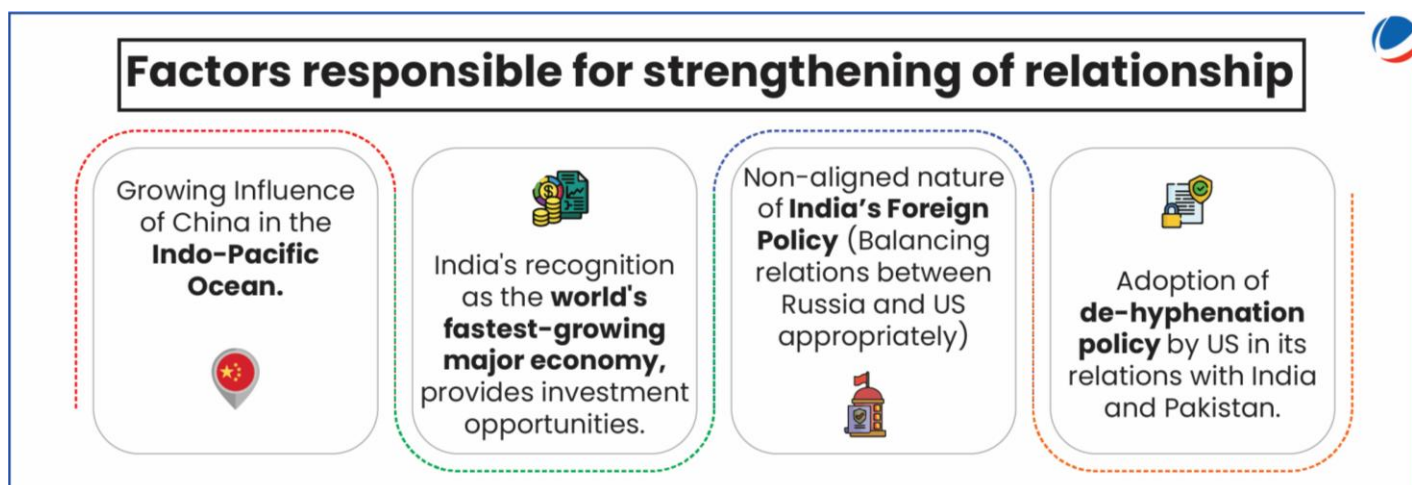 Factors responsible for strengthening of relationship
Growing Influence
of China in the
Indo-Pacific
Ocean.
India's recognition
as the world's
fastest-growing
major economy,
provides investment
opportunities.
Non-aligned nature
of India’s Foreign
Policy (Balancing
relations between
Russia and US
appropriately)
Adoption of
de-hyphenation
policy by US in its
relations with India
and Pakistan.